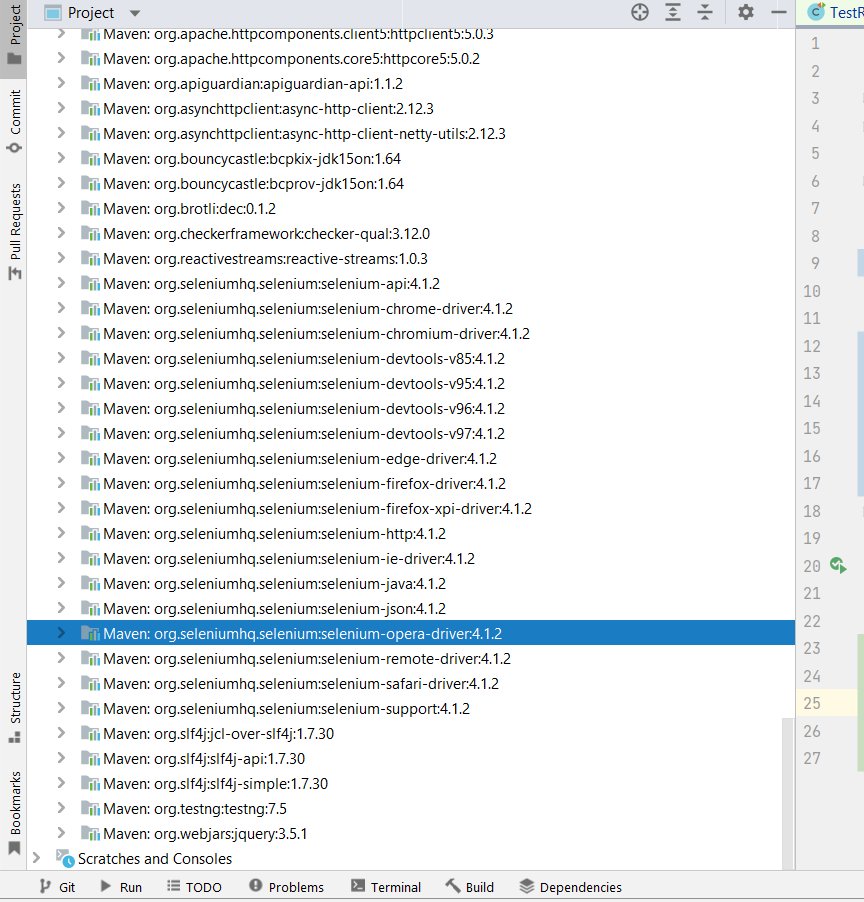 Project
Project
TestR
Commit
Pull Requests
Structure
Bookmarks
Maven: org.apache.httpcomponents.client5:httpclient5:5.0.3
Maven: org.apache.httpcomponents.core5:httpcore5:5.0.2
Maven: org.apiguardian:apiguardian-api:1.1.2
Maven: org.asynchttpclient:async-http-client:2.12.3
Maven: org.asynchttpclient:async-http-client-netty-utils:2.12.3
Maven: org.bouncycastle:bcpkix-jdk15on:1.64
Maven: org.bouncycastle:bcprov-jdk15on:1.64
Maven: org.brotli:dec:0.1.2
Maven: org.checkerframework:checker-qual:3.12.0
Maven: org.reactivestreams:reactive-streams:1.0.3
Maven: org.seleniumhq.selenium:selenium-api:4.1.2
Maven: org.seleniumhq.selenium:selenium-chrome-driver:4.1.2
Maven: org.seleniumhq.selenium:selenium-chromium-driver:4.1.2
Maven: org.seleniumhq.selenium:selenium-devtools-v85:4.1.2
Maven: org.seleniumhq.selenium:selenium-devtools-v95:4.1.2
Maven: org.seleniumhq.selenium:selenium-devtools-v96:4.1.2
Maven: org.seleniumhq.selenium:selenium-devtools-v97:4.1.2
Maven: org.seleniumhq.selenium:selenium-edge-driver:4.1.2
Maven: org.seleniumhq.selenium:selenium-firefox-driver:4.1.2
Maven: org.seleniumhq.selenium:selenium-firefox-xpi-driver:4.1.2
Maven: org.seleniumhq.selenium:selenium-http:4.1.2
Maven: org.seleniumhq.selenium:selenium-ie-driver:4.1.2
Maven: org.seleniumhq.selenium:selenium-java:4.1.2
Maven: org.seleniumhq.selenium:selenium-json:4.1.2
Maven: org.seleniumhq.selenium:selenium-opera-driver:4.1.2
Maven: org.seleniumhq.selenium:selenium-remote-driver:4.1.2
Maven: org.seleniumhq.selenium:selenium-safari-driver:4.1.2
Maven: org.seleniumhq.selenium:selenium-support:4.1.2
Maven: org.slf4j:jcl-over-slf4j:1.7.30
Maven: org.slf4j:slf4j-api:1.7.30
Maven: org.slf4j:slf4j-simple:1.7.30
Maven: org.testng:testng:7.5
Maven: org.webjars:jquery:3.5.1
Scratches and Consoles
1
2
3
4
5
6
7
8
9
10
11
12
13
14
15
16
17
18
19
20
21
22
23
24
25
26
27
Git Run TODO Problems Terminal Build Dependencies